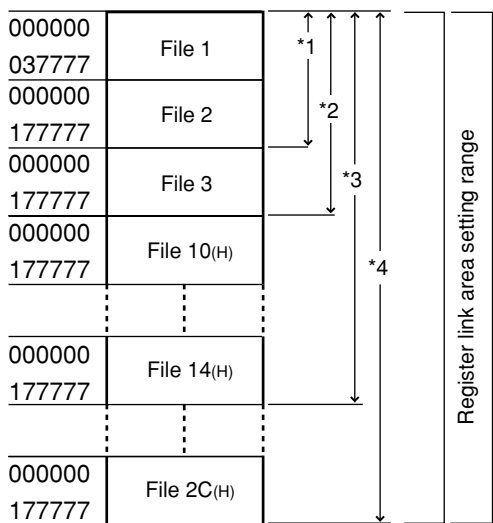 000000
037777
File 1
000000
177777
File 2
000000
177777
File 3
000000
177777
File 10(H)
000000
177777
File 14(H)
000000
177777
File 2C(H)
*1
*2
*3
*4
Register link area setting range